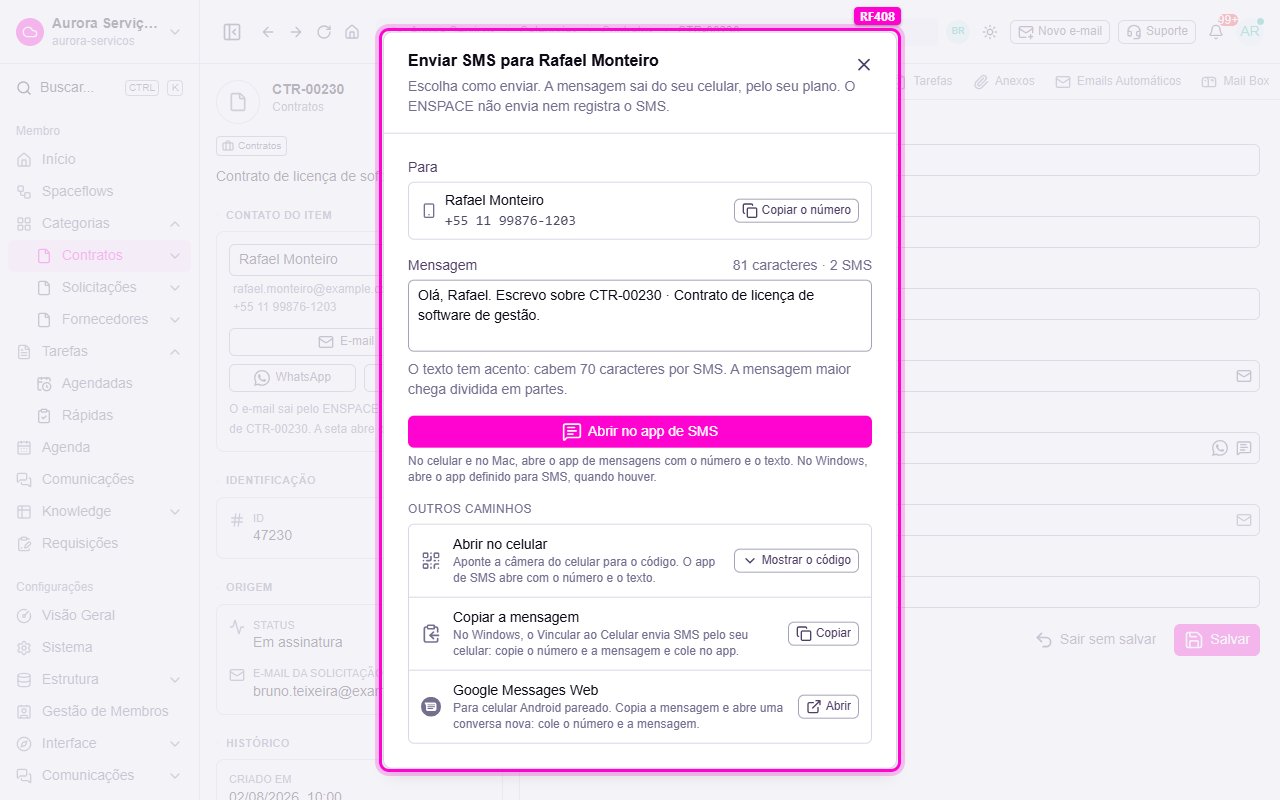 Aurora Serviç...
aurora-servicos
Buscar...
CTRL
K
Membro
Início
Spaceflows
Categorias
Contratos
Solicitações
Fornecedores
Tarefas
Agendadas
Rápidas
Agenda
Comunicações
Knowledge
Requisições
Configurações
Visão Geral
Sistema
Estrutura
Gestão de Membros
Interface
Comunicações
BR
Novo e-mail
Suporte
99+
AR
Tarefas
Anexos
Emails Automáticos
Mail Box
CTR-00230
Contratos
Contratos
Contrato de licença de sof
CONTATO DO ITEM
Rafael Monteiro
rafael.monteiro@example.c
+55 11 99876-1203
E-mail
WhatsApp
O e-mail sai pelo ENSPACE
de CTR-00230. A seta abre
IDENTIFICAÇÃO
ID
47230
ORIGEM
STATUS
Em assinatura
E-MAIL DA SOLICITAÇÃO
bruno.teixeira@exam
HISTÓRICO
CRIADO EM
02/08/2026, 10:00
RF408
Enviar SMS para Rafael Monteiro
Escolha como enviar. A mensagem sai do seu celular, pelo seu plano. O
ENSPACE não envia nem registra o SMS.
Para
Rafael Monteiro
+55 11 99876-1203
Copiar o número
Mensagem
81 caracteres · 2 SMS
Olá, Rafael. Escrevo sobre CTR-00230 · Contrato de licença de
software de gestão.
O texto tem acento: cabem 70 caracteres por SMS. A mensagem maior
chega dividida em partes.
Abrir no app de SMS
No celular e no Mac, abre o app de mensagens com o número e o texto. No Windows,
abre o app definido para SMS, quando houver.
OUTROS CAMINHOS
Abrir no celular
Aponte a câmera do celular para o código. O app
de SMS abre com o número e o texto.
Mostrar o código
Copiar a mensagem
No Windows, o Vincular ao Celular envia SMS pelo seu
celular: copie o número e a mensagem e cole no app.
Copiar
Google Messages Web
Para celular Android pareado. Copia a mensagem e abre uma
conversa nova: cole o número e a mensagem.
Abrir
Sair sem salvar
Salvar